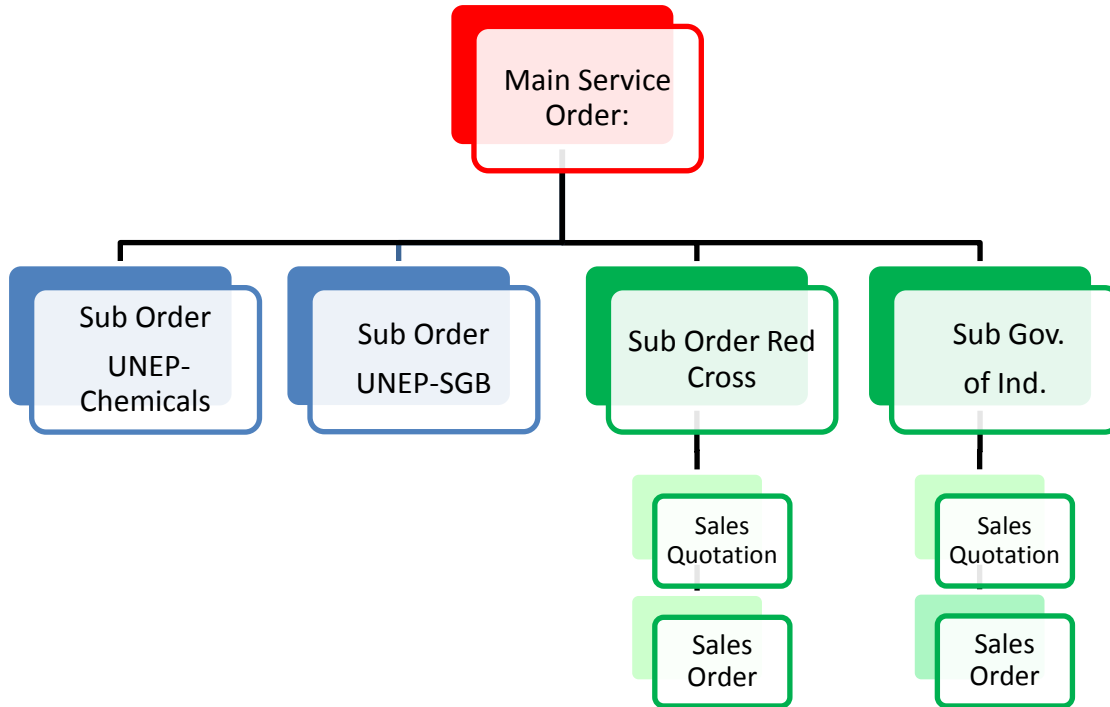 Main Service
Order:
Sub Order
UNEP-
Chemicals
Sub Order
UNEP-SGB
Sub Order Red
Cross
Sub Gov.
of Ind.
Sales
Quotation
Sales
Quotation
Sales
Order
Sales
Order